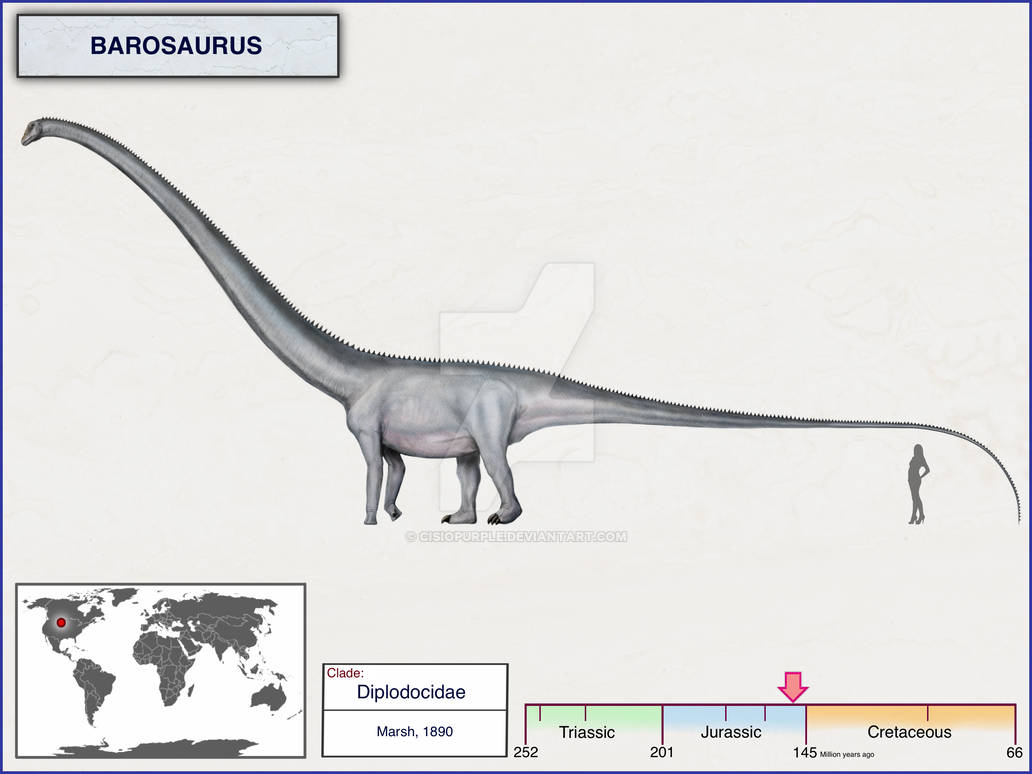 BAROSAURUS
© CISIOPURPLE.DEVIANTART.COM
Clade:
Diplodocidae
Marsh, 1890
Triassic Jurassic Cretaceous
252 201 145 Million years ago 66